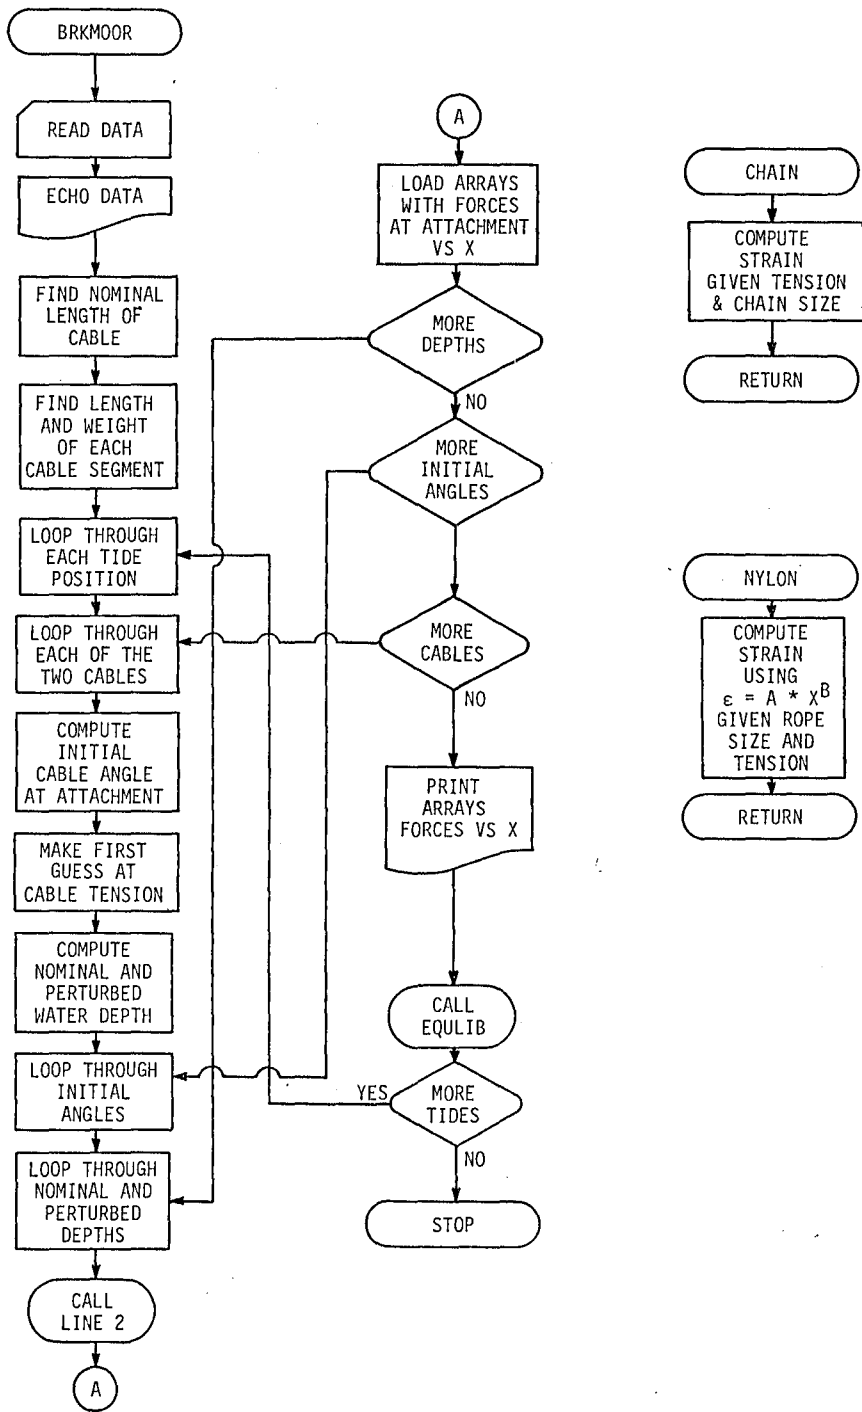 BRKMOOR
READ DATA
ECHO DATA
FIND NOMINAL
LENGTH OF
CABLE
FIND LENGTH
AND WEIGHT
OF EACH
CABLE SEGMENT
LOOP THROUGH
EACH TIDE
POSITION
LOOP THROUGH
EACH OF THE
TWO CABLES
COMPUTE
INITIAL
CABLE ANGLE
AT ATTACHMENT
MAKE FIRST
GUESS AT
CABLE TENSION
COMPUTE
NOMINAL AND
PERTURBED
WATER DEPTH
LOOP THROUGH
INITIAL
ANGLES
LOOP THROUGH
NOMINAL AND
PERTURBED
DEPTHS
CALL
LINE 2
A
A
LOAD ARRAYS
WITH FORCES
AT ATTACHMENT
VS X
MORE
DEPTHS
NO
MORE
INITIAL
ANGLES
MORE
CABLES
NO
PRINT
ARRAYS
FORCES VS X
CALL
EQULIB
YES
MORE
TIDES
NO
STOP
CHAIN
COMPUTE
STRAIN
GIVEN TENSION
& CHAIN SIZE
RETURN
NYLON
COMPUTE
STRAIN
USING
ε = A * X^B
GIVEN ROPE
SIZE AND
TENSION
RETURN